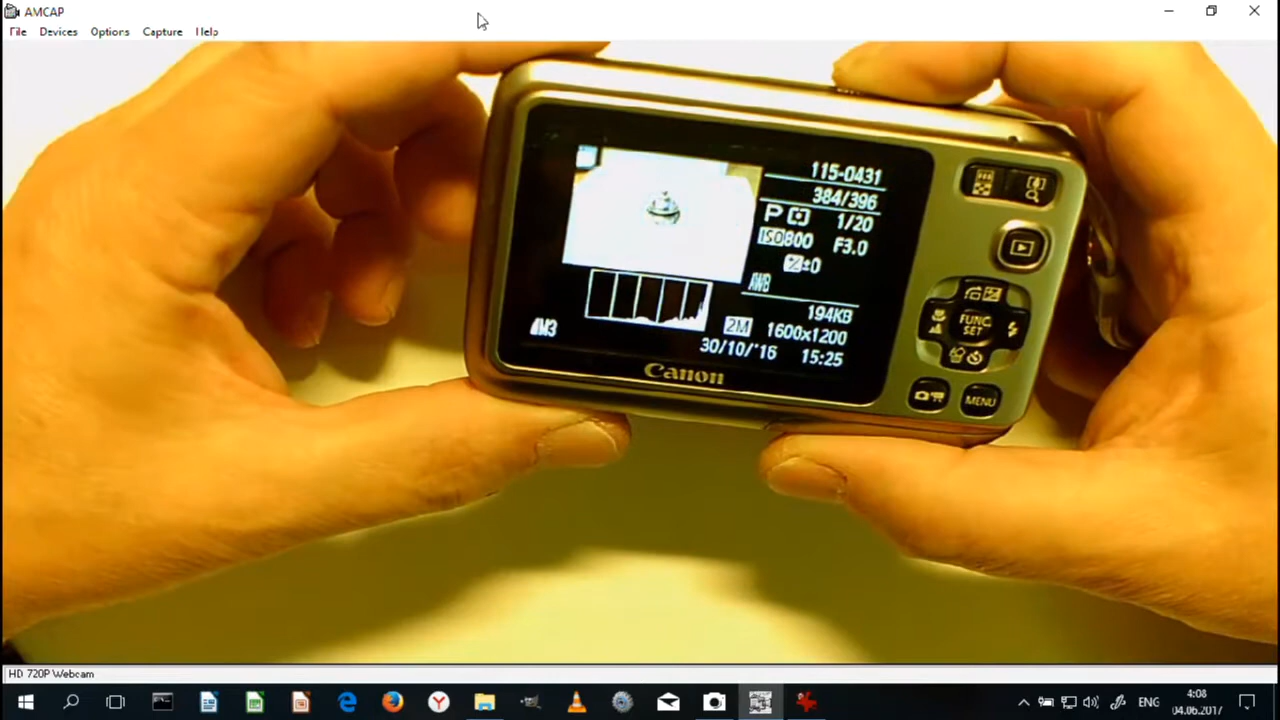 AMCAP
File Devices Options Capture Help
115-0431
384/396
P 1/20
ISO800 F3.0
±0
AWB
194KB
2M 1600x1200
30/10/'16 15:25
Canon
FUNC.
SET
MENU
HD 720P Webcam
ENG
4:08
04.06.2017